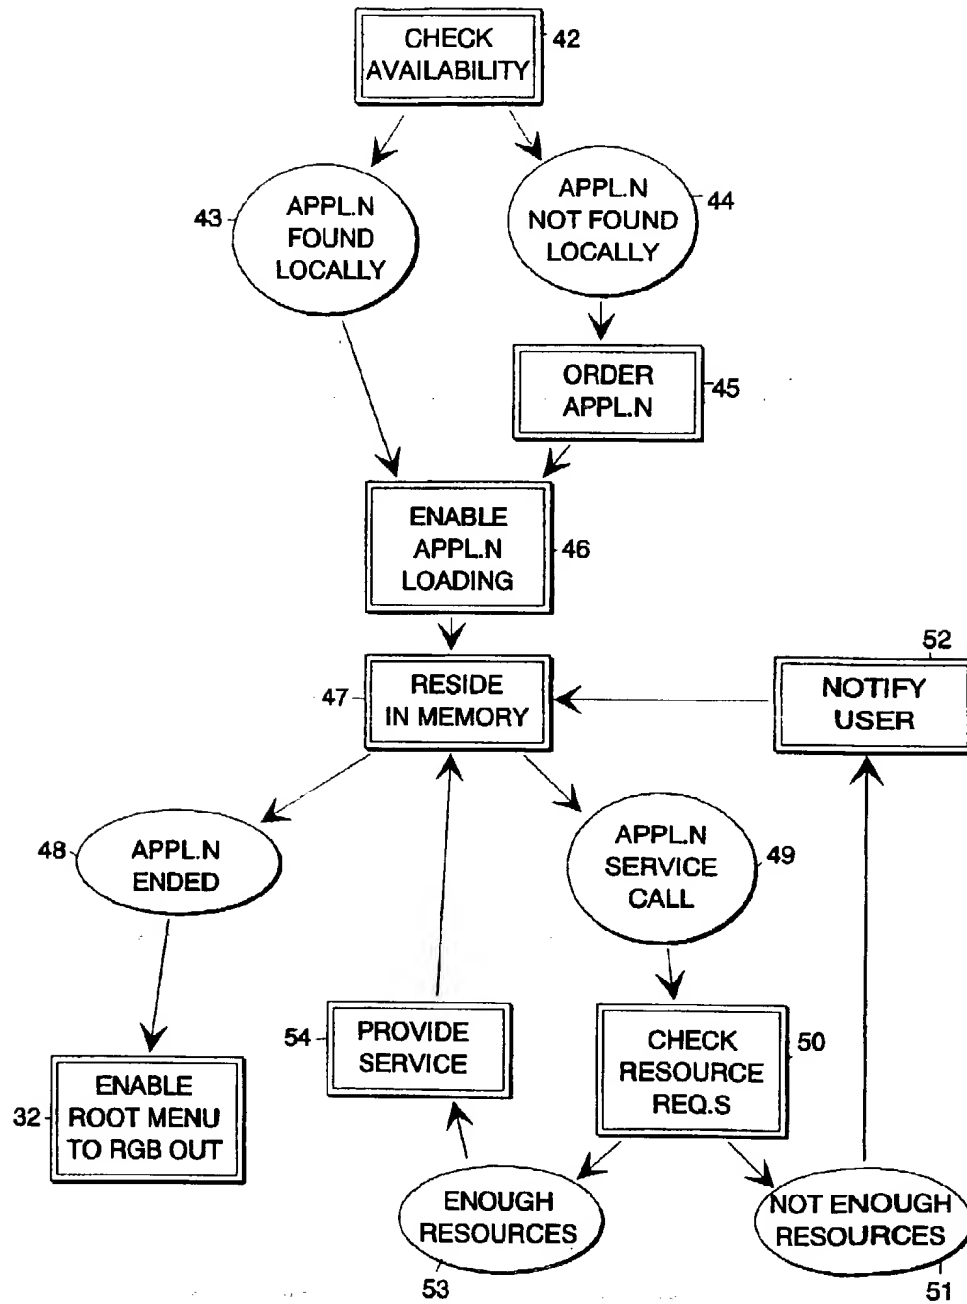 CHECK
AVAILABILITY
42
APPL.N
FOUND
LOCALLY
43
APPL.N
NOT FOUND
LOCALLY
44
ORDER
APPL.N
45
ENABLE
APPL.N
LOADING
46
RESIDE
IN MEMORY
47
NOTIFY
USER
52
APPL.N
ENDED
48
APPL.N
SERVICE
CALL
49
ENABLE
ROOT MENU
TO RGB OUT
32
PROVIDE
SERVICE
54
CHECK
RESOURCE
REQ.S
50
ENOUGH
RESOURCES
53
NOT ENOUGH
RESOURCES
51